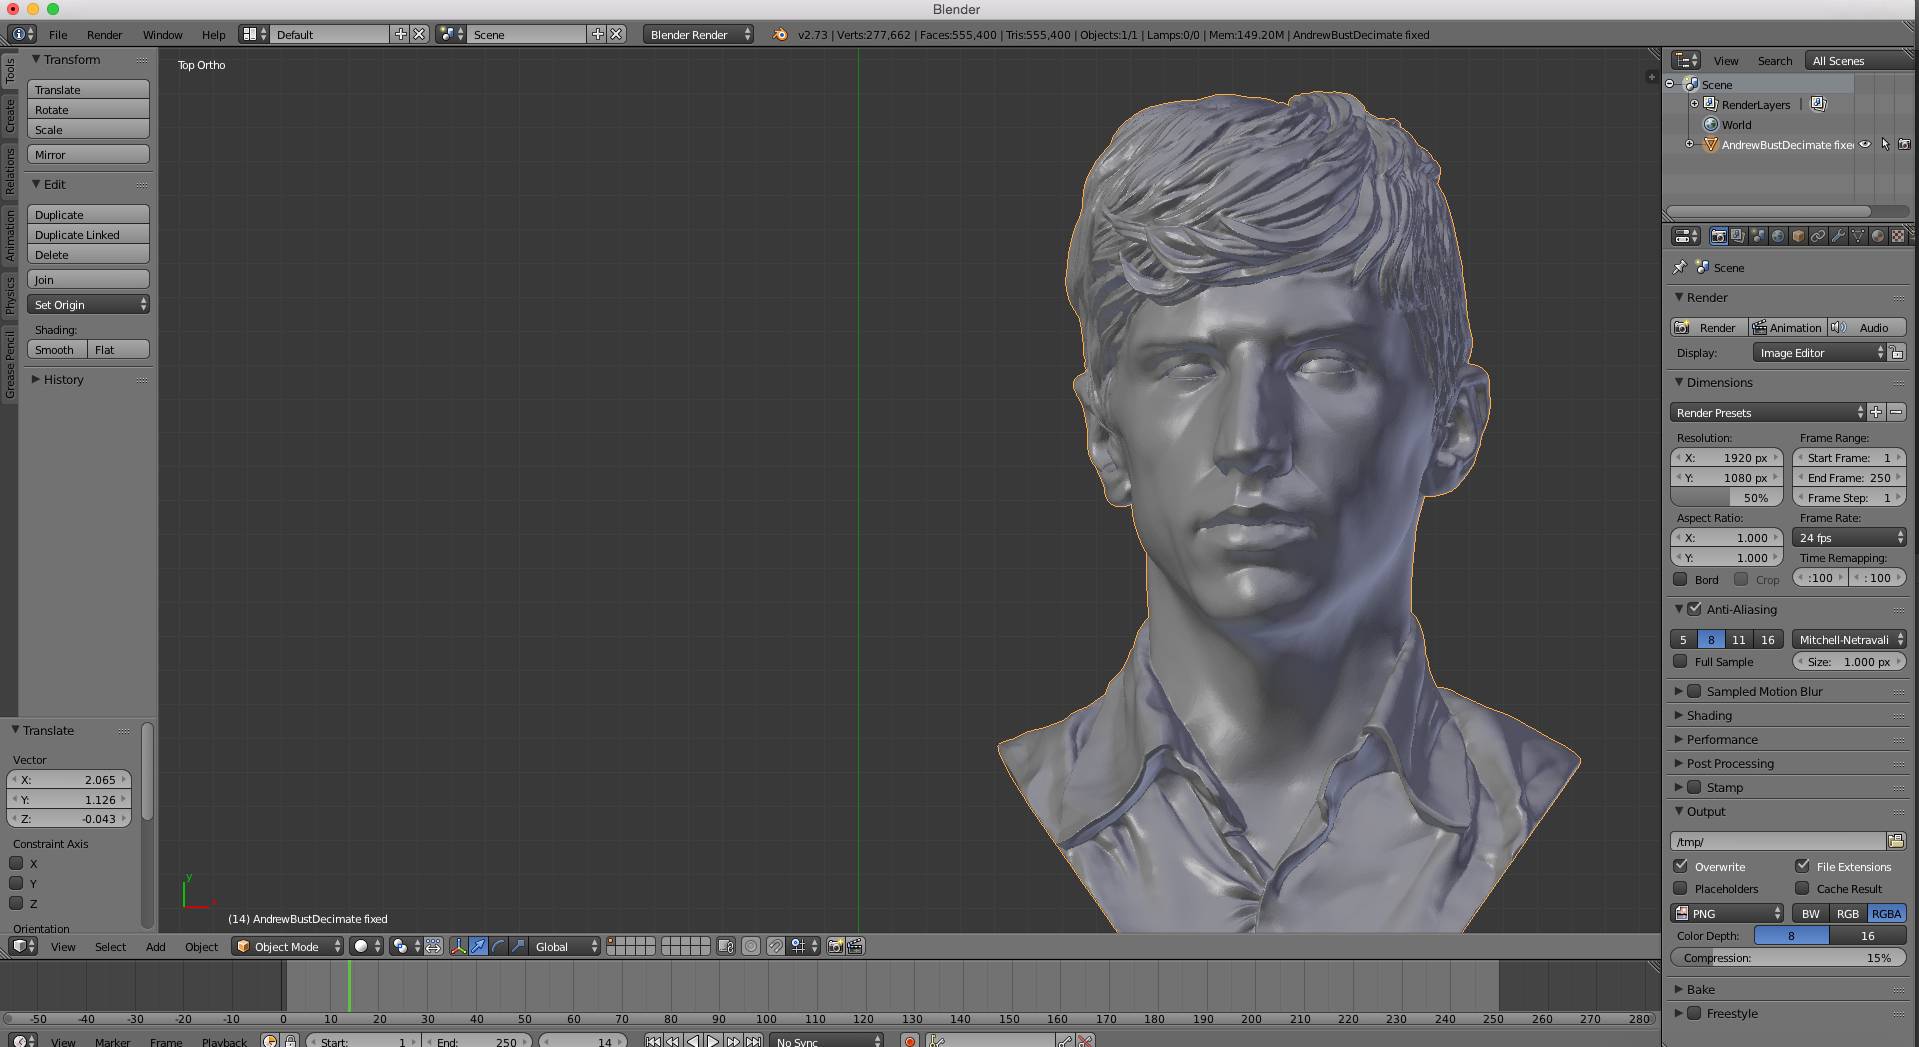 Blender
File Render Window Help Default Scene Blender Render v2.73 | Verts:277,662 | Faces:555,400 | Tris:555,400 | Objects:1/1 | Lamps:0/0 | Mem:149.20M | AndrewBustDecimate fixed
Tools
Create
Relations
Animation
Physics
Grease Pencil
Transform
Translate
Rotate
Scale
Mirror
Edit
Duplicate
Duplicate Linked
Delete
Join
Set Origin
Shading:
Smooth Flat
History
Translate
Vector
X: 2.065
Y: 1.126
Z: -0.043
Constraint Axis
X
Y
Z
Orientation
Top Ortho
y
x
(14) AndrewBustDecimate fixed
View Select Add Object Object Mode Global
-50 -40 -30 -20 -10 0 10 20 30 40 50 60 70 80 90 100 110 120 130 140 150 160 170 180 190 200 210 220 230 240 250 260 270 280
View Marker Frame Playback Start: 1 End: 250 14 No Sync
View Search All Scenes
Scene
RenderLayers |
World
AndrewBustDecimate fixe
Scene
Render
Render Animation Audio
Display: Image Editor
Dimensions
Render Presets
Resolution: Frame Range:
X: 1920 px Start Frame: 1
Y: 1080 px End Frame: 250
50% Frame Step: 1
Aspect Ratio: Frame Rate:
X: 1.000 24 fps
Y: 1.000 Time Remapping:
Bord Crop :100 : 100
Anti-Aliasing
5 8 11 16 Mitchell-Netravali
Full Sample Size: 1.000 px
Sampled Motion Blur
Shading
Performance
Post Processing
Stamp
Output
/tmp/
Overwrite File Extensions
Placeholders Cache Result
PNG BW RGB RGBA
Color Depth: 8 16
Compression: 15%
Bake
Freestyle